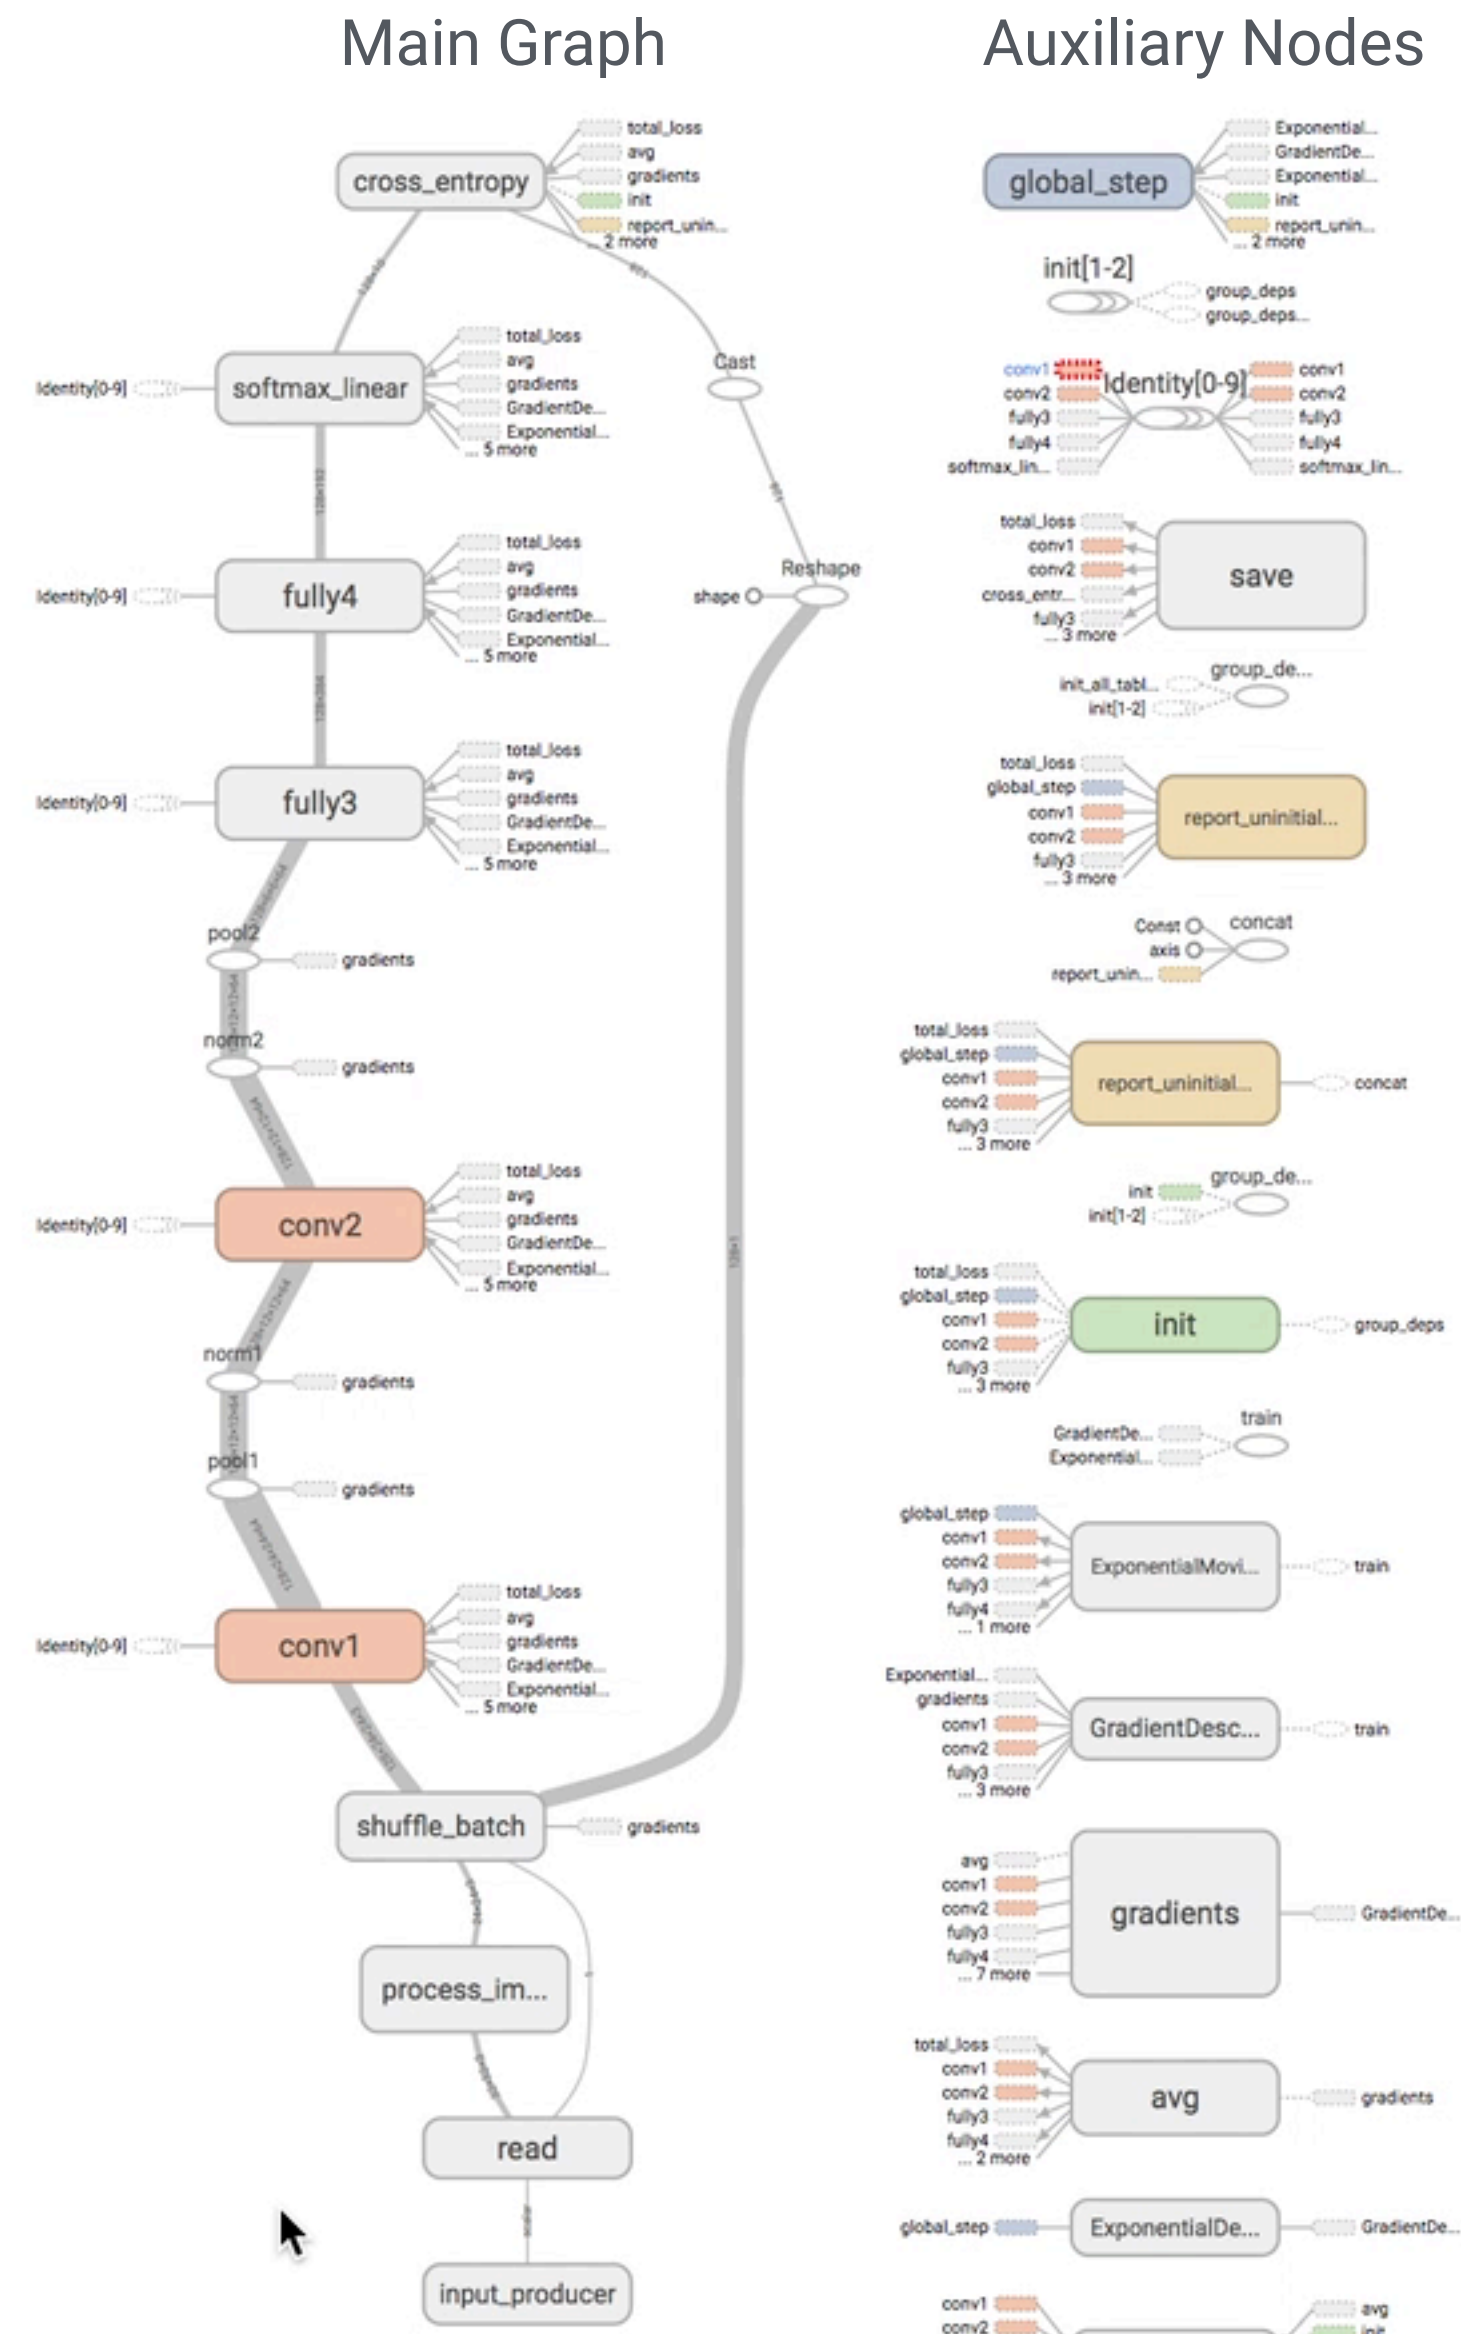 Main Graph
cross_entropy
total_loss
avg
gradients
init
report_unin...
... 2 more
Cast
Identity[0-9]
softmax_linear
total_loss
avg
gradients
GradientDe...
Exponential...
... 5 more
Reshape
shape
Identity[0-9]
fully4
total_loss
avg
gradients
GradientDe...
Exponential...
... 5 more
Identity[0-9]
fully3
total_loss
avg
gradients
GradientDe...
Exponential...
... 5 more
pool2
gradients
norm2
gradients
Identity[0-9]
conv2
total_loss
avg
gradients
GradientDe...
Exponential...
... 5 more
norm1
gradients
pool1
gradients
Identity[0-9]
conv1
total_loss
avg
gradients
GradientDe...
Exponential...
... 5 more
shuffle_batch
gradients
process_im...
read
input_producer
Auxiliary Nodes
global_step
Exponential...
GradientDe...
Exponential...
init
report_unin...
... 2 more
init[1-2]
group_deps
group_deps...
conv1
conv2
fully3
fully4
softmax_lin...
Identity[0-9]
conv1
conv2
fully3
fully4
softmax_lin...
total_loss
conv1
conv2
cross_entr...
fully3
... 3 more
save
group_de...
init_all_tabl...
init[1-2]
total_loss
global_step
conv1
conv2
fully3
... 3 more
report_uninitial...
Const
axis
report_unin...
concat
total_loss
global_step
conv1
conv2
fully3
... 3 more
report_uninitial...
concat
group_de...
init
init[1-2]
total_loss
global_step
conv1
conv2
fully3
... 3 more
init
group_deps
train
GradientDe...
Exponential...
global_step
conv1
conv2
fully3
fully4
... 1 more
ExponentialMovi...
train
Exponential...
gradients
conv1
conv2
fully3
... 3 more
GradientDesc...
train
avg
conv1
conv2
fully3
fully4
... 7 more
gradients
GradientDe...
total_loss
conv1
conv2
fully3
fully4
... 2 more
avg
gradients
global_step
ExponentialDe...
GradientDe...
conv1
conv2
avg
init